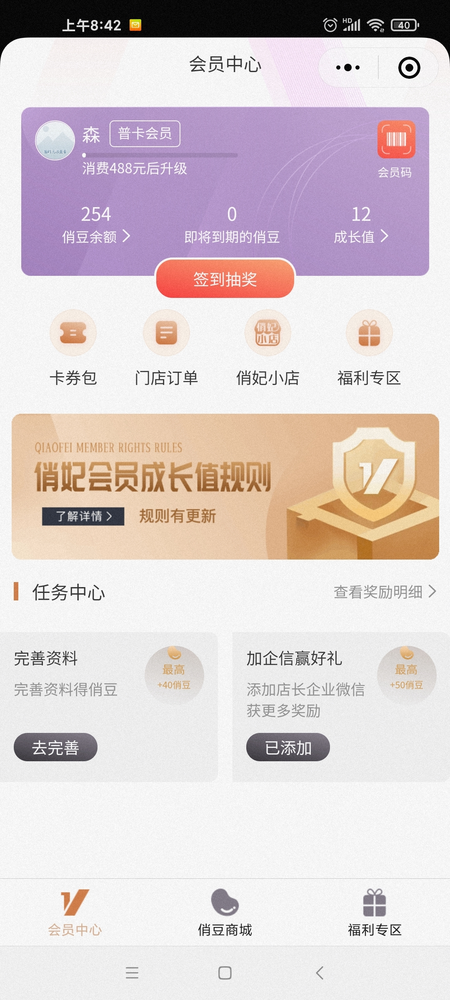 上午8:42
HD
40
会员中心
森
普卡会员
暂时无法查看
消费488元后升级
会员码
254
0
12
俏豆余额
即将到期的俏豆
成长值
签到抽奖
俏妃
小店
卡券包
门店订单
俏妃小店
福利专区
QIAOFEI MEMBER RIGHTS RULES
俏妃会员成长值规则
了解详情
规则有更新
任务中心
查看奖励明细
完善资料
最高
+40俏豆
完善资料得俏豆
去完善
加企信赢好礼
最高
+50俏豆
添加店长企业微信
获更多奖励
已添加
会员中心
俏豆商城
福利专区